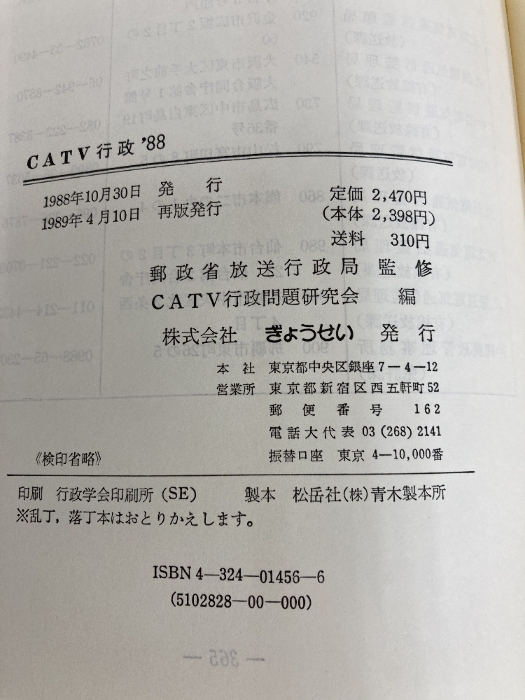 CATV行政 '88
1988年10月30日 発行
1989年4月10日 再版発行
定価 2,470円
(本体 2,398円)
送料 310円
郵政省放送行政局監修
CATV行政問題研究会 編
株式会社 ぎょうせい 発行
本社 東京都中央区銀座7-4-12
営業所 東京都新宿区西五軒町52
郵便番号 162
電話大代表 03(268)2141
振替口座 東京 4-10,000番
《検印省略》
印刷 行政学会印刷所(SE) 製本 松岳社(株)青木製本所
※乱丁,落丁本はおとりかえします。
ISBN4-324-01456-6
(5102828-00-000)